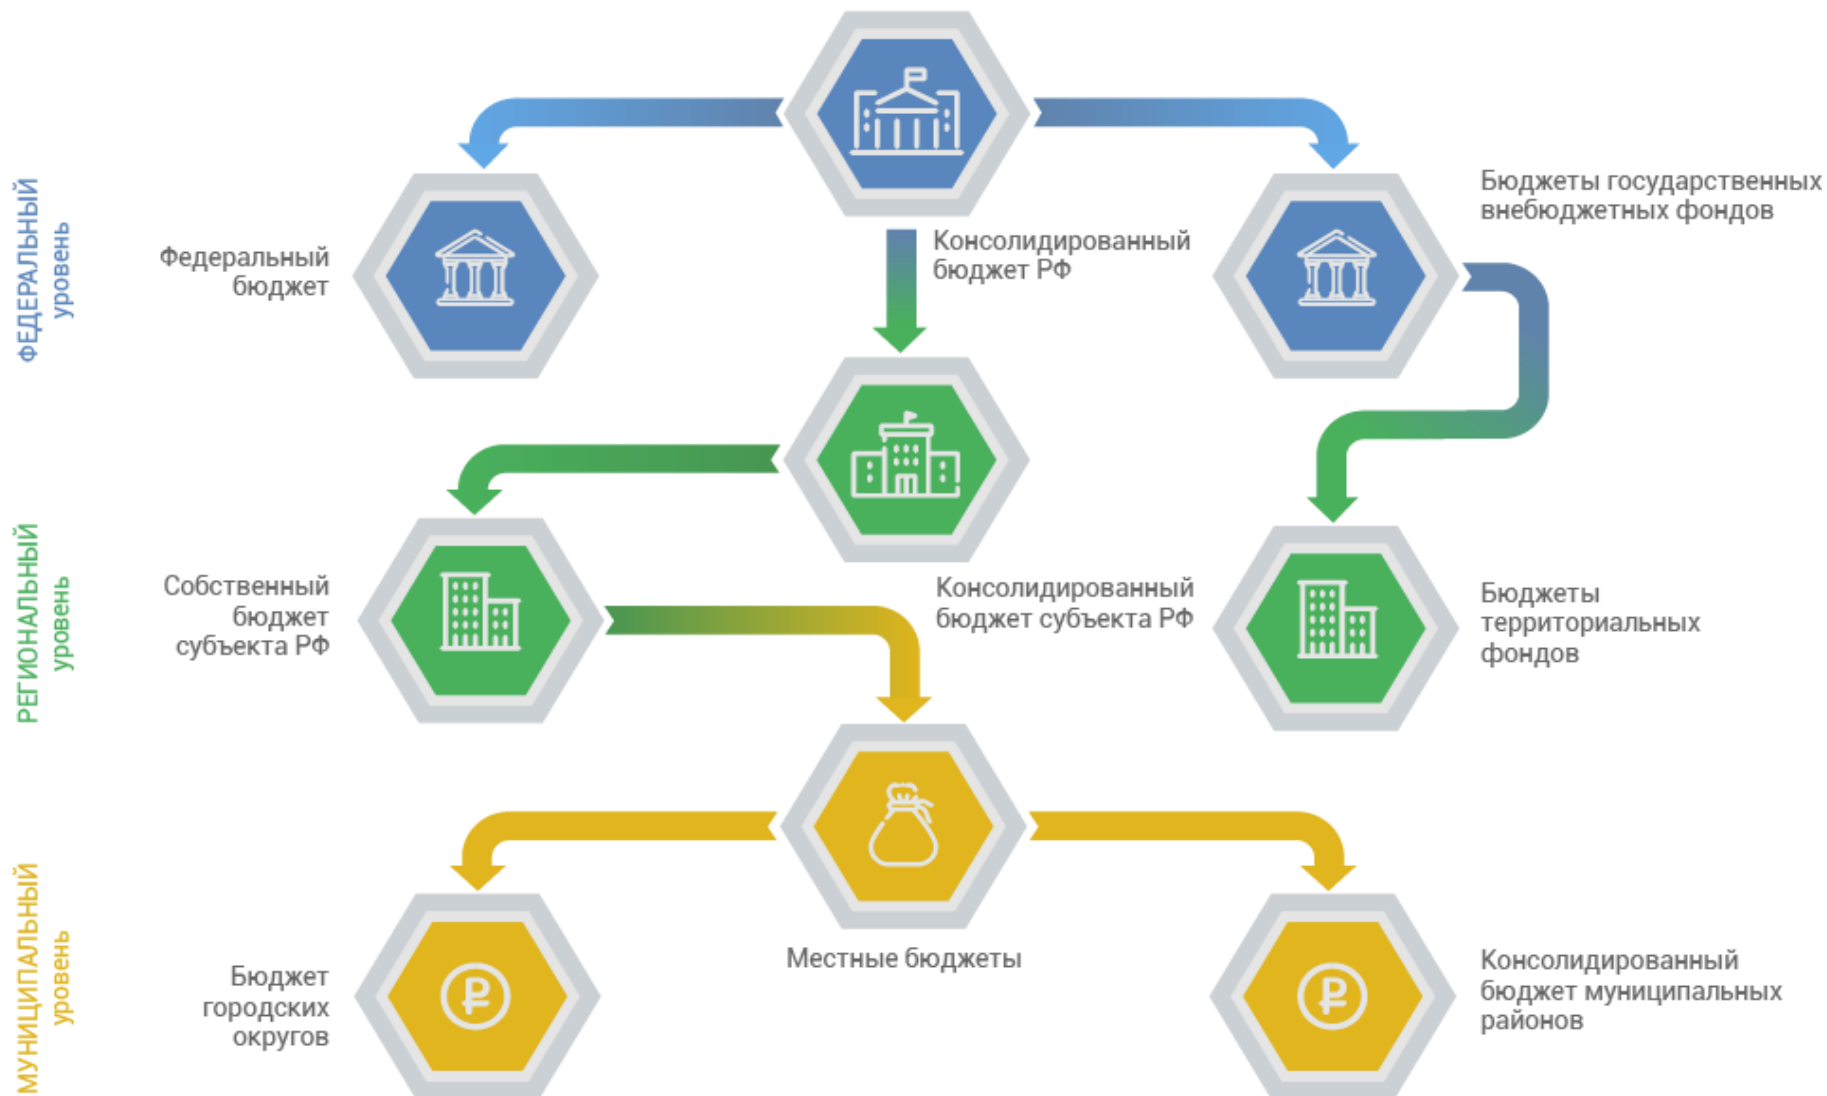 ФЕДЕРАЛЬНЫЙ
уровень
Федеральный
бюджет
Консолидированный
бюджет РФ
Бюджеты государственных
внебюджетных фондов
РЕГИОНАЛЬНЫЙ
уровень
Собственный
бюджет
субъекта РФ
Консолидированный
бюджет субъекта РФ
Бюджеты
территориальных
фондов
МУНИЦИПАЛЬНЫЙ
уровень
Бюджет
городских
округов
Местные бюджеты
Консолидированный
бюджет муниципальных
районов